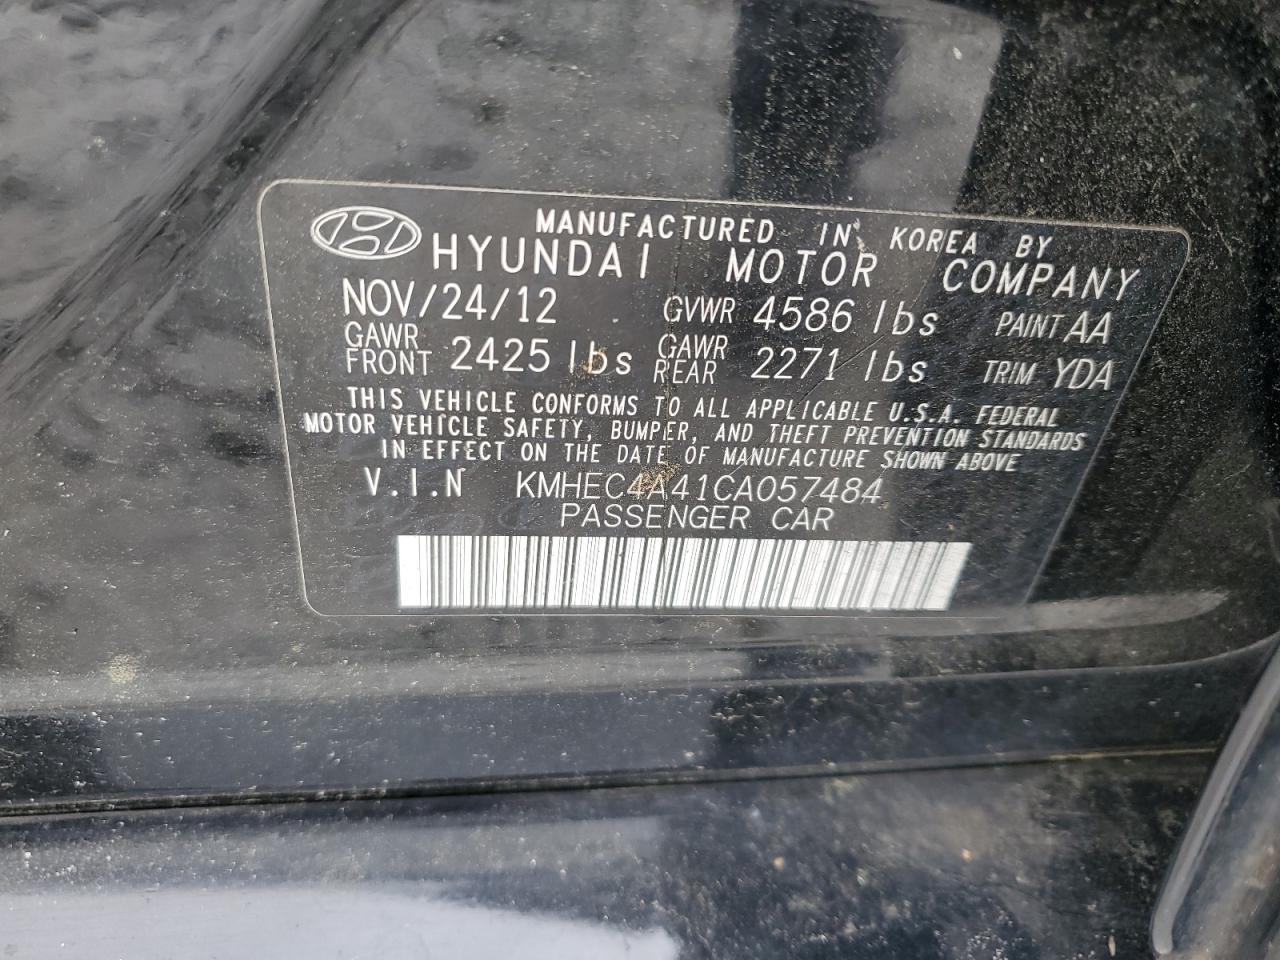 MANUFACTURED IN KOREA BY
HYUNDAI MOTOR COMPANY
NOV/24/12 GVWR 4586 lbs PAINT AA
GAWR FRONT 2425 lbs GAWR REAR 2271 lbs TRIM YDA
THIS VEHICLE CONFORMS TO ALL APPLICABLE U.S.A. FEDERAL
MOTOR VEHICLE SAFETY, BUMPER, AND THEFT PREVENTION STANDARDS
IN EFFECT ON THE DATE OF MANUFACTURE SHOWN ABOVE
V.I.N KMHEC4A41CA057484
PASSENGER CAR